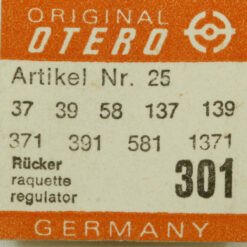 ORIGINAL
OTERO
Artikel Nr. 25
37 39 58 137 139
371 391 581 1371
Rücker
raquette
regulator
301
GERMANY